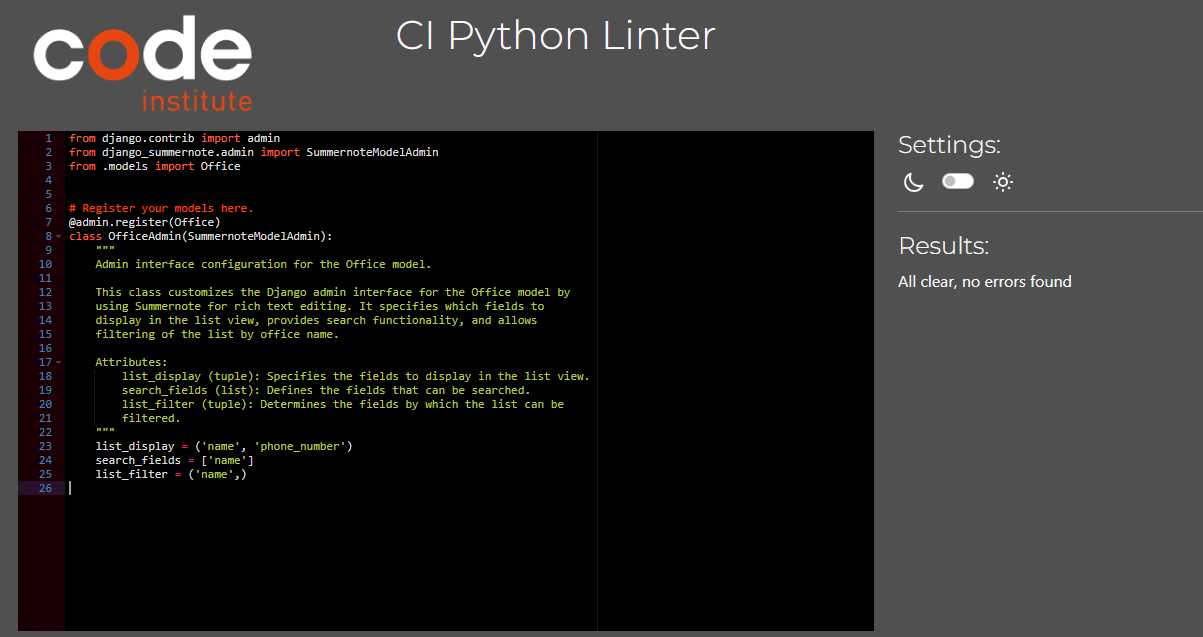 code
institute
CI Python Linter
1 from django.contrib import admin
2 from django_summernote.admin import SummernoteModelAdmin
3 from .models import Office
4
5
6 # Register your models here.
7 @admin.register(Office)
8 class OfficeAdmin(SummernoteModelAdmin):
9     """
10     Admin interface configuration for the Office model.
11
12     This class customizes the Django admin interface for the Office model by
13     using Summernote for rich text editing. It specifies which fields to
14     display in the list view, provides search functionality, and allows
15     filtering of the list by office name.
16
17     Attributes:
18         list_display (tuple): Specifies the fields to display in the list view.
19         search_fields (list): Defines the fields that can be searched.
20         list_filter (tuple): Determines the fields by which the list can be
21         filtered.
22     """
23     list_display = ('name', 'phone_number')
24     search_fields = ['name']
25     list_filter = ('name',)
26
Settings:
Results:
All clear, no errors found